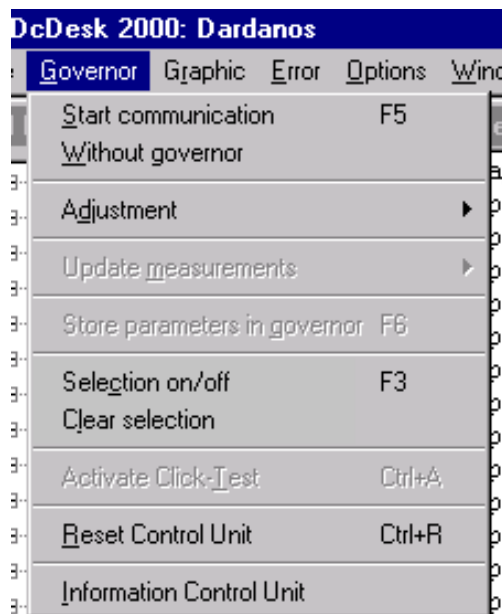 DcDesk 2000: Dardanos
Governor Graphic Error Options
Start communication F5
Without governor
Adjustment
Update measurements
Store parameters in governor F6
Selection on/off F3
Clear selection
Activate Click-Test Ctrl+A
Reset Control Unit Ctrl+R
Information Control Unit